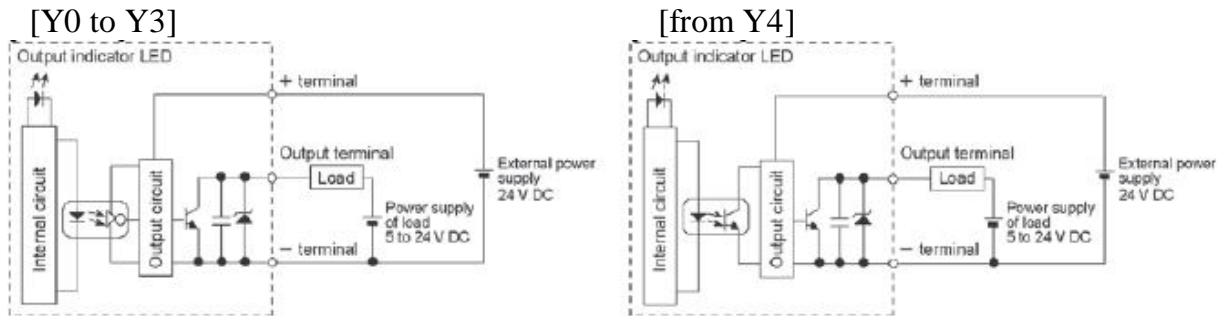 [Y0 to Y3]
Output indicator LED
+ terminal
Output terminal
Load
External power
supply
24 V DC
Power supply
of load
5 to 24 V DC
Internal circuit
Output circuit
− terminal
[from Y4]
Output indicator LED
+ terminal
Output terminal
Load
External power
supply
24 V DC
Power supply
of load
5 to 24 V DC
Internal circuit
Output circuit
− terminal